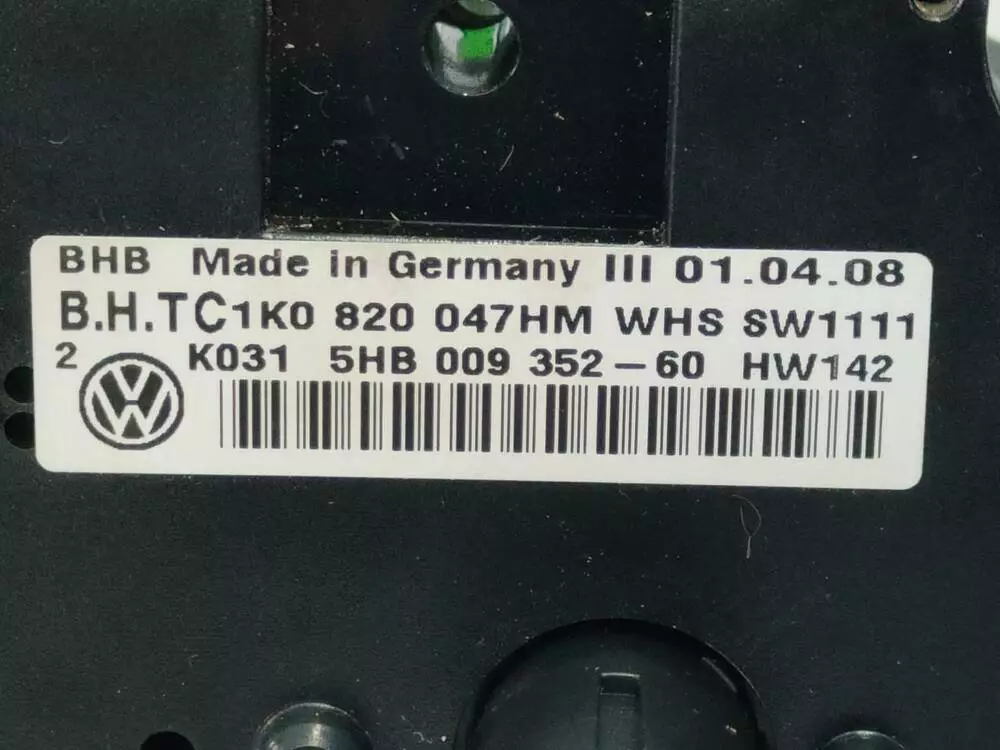 BHB Made in Germany III 01.04.08
B.H.TC1K0 820 047HM WHS SW1111
2 K031 5HB 009 352-60 HW142